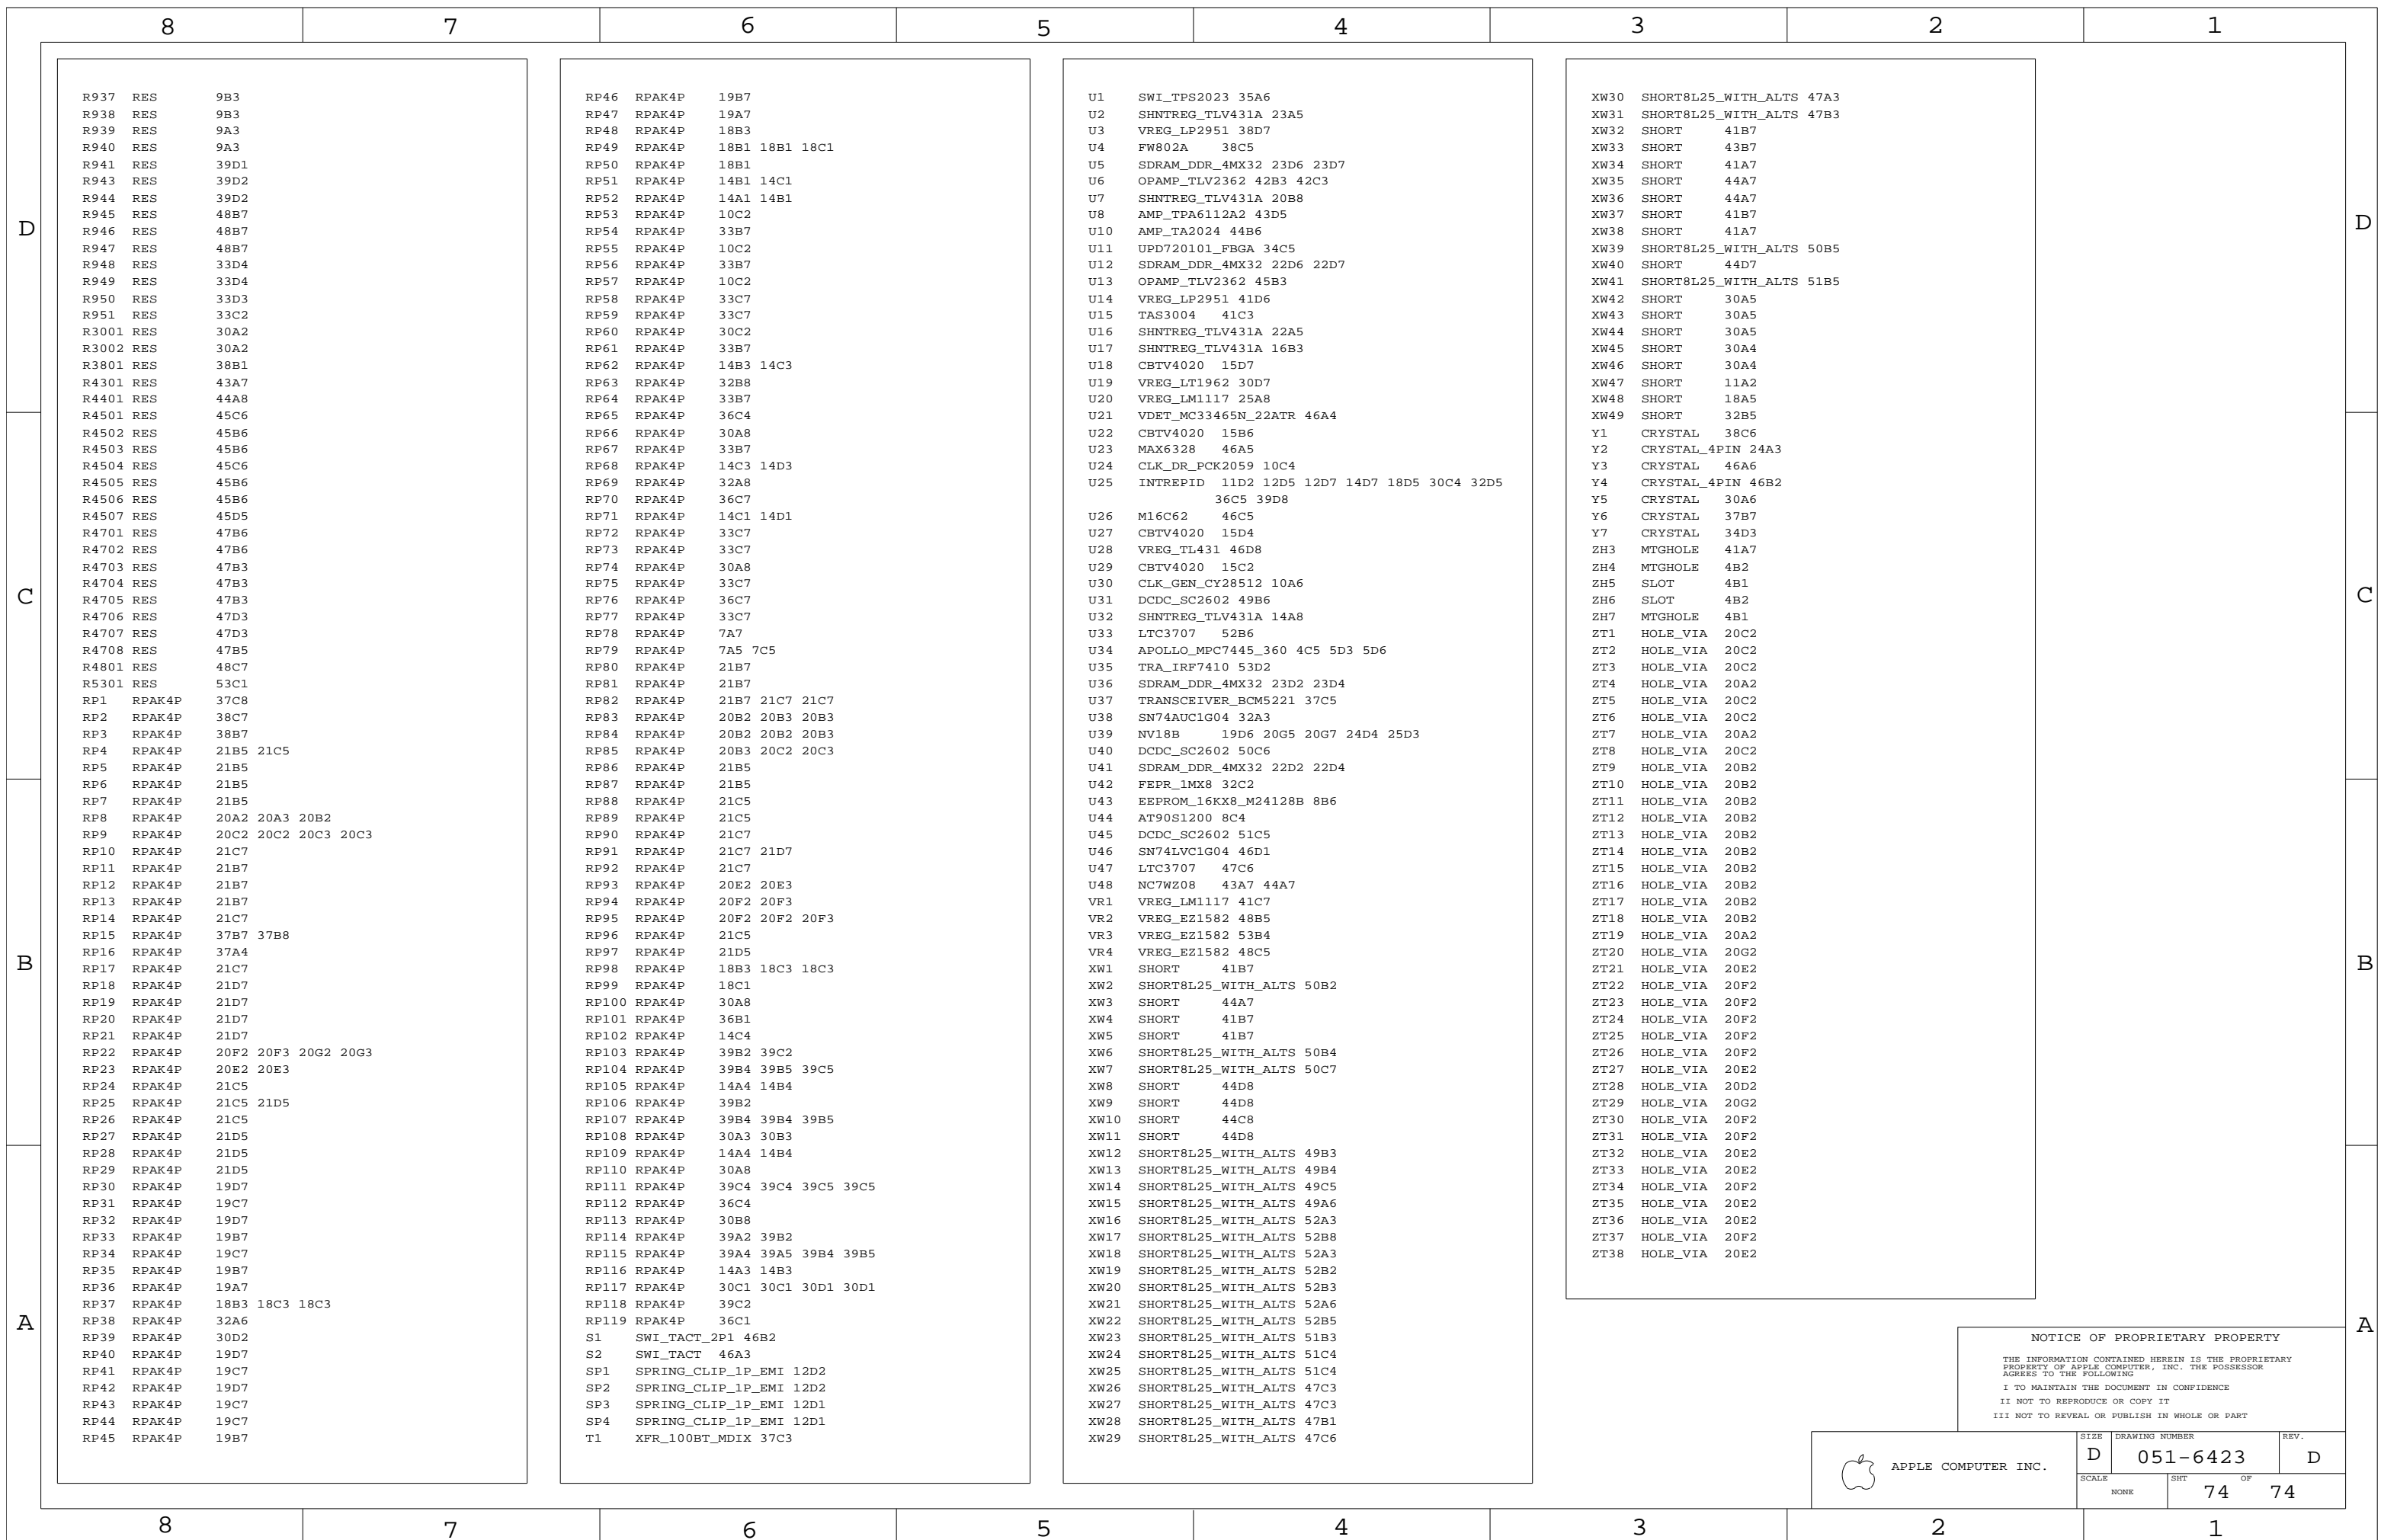 8 7 6 5 4 3 2 1
D
C
B
A
R937 RES 9B3
R938 RES 9B3
R939 RES 9A3
R940 RES 9A3
R941 RES 39D1
R943 RES 39D2
R944 RES 39D2
R945 RES 48B7
R946 RES 48B7
R947 RES 48B7
R948 RES 33D4
R949 RES 33D4
R950 RES 33D3
R951 RES 33C2
R3001 RES 30A2
R3002 RES 30A2
R3801 RES 38B1
R4301 RES 43A7
R4401 RES 44A8
R4501 RES 45C6
R4502 RES 45B6
R4503 RES 45B6
R4504 RES 45C6
R4505 RES 45B6
R4506 RES 45B6
R4507 RES 45D5
R4701 RES 47B6
R4702 RES 47B6
R4703 RES 47B3
R4704 RES 47B3
R4705 RES 47B3
R4706 RES 47D3
R4707 RES 47D3
R4708 RES 47B5
R4801 RES 48C7
R5301 RES 53C1
RP1 RPAK4P 37C8
RP2 RPAK4P 38C7
RP3 RPAK4P 38B7
RP4 RPAK4P 21B5 21C5
RP5 RPAK4P 21B5
RP6 RPAK4P 21B5
RP7 RPAK4P 21B5
RP8 RPAK4P 20A2 20A3 20B2
RP9 RPAK4P 20C2 20C2 20C3 20C3
RP10 RPAK4P 21C7
RP11 RPAK4P 21B7
RP12 RPAK4P 21B7
RP13 RPAK4P 21B7
RP14 RPAK4P 21C7
RP15 RPAK4P 37B7 37B8
RP16 RPAK4P 37A4
RP17 RPAK4P 21C7
RP18 RPAK4P 21D7
RP19 RPAK4P 21D7
RP20 RPAK4P 21D7
RP21 RPAK4P 21D7
RP22 RPAK4P 20F2 20F3 20G2 20G3
RP23 RPAK4P 20E2 20E3
RP24 RPAK4P 21C5
RP25 RPAK4P 21C5 21D5
RP26 RPAK4P 21C5
RP27 RPAK4P 21D5
RP28 RPAK4P 21D5
RP29 RPAK4P 21D5
RP30 RPAK4P 19D7
RP31 RPAK4P 19C7
RP32 RPAK4P 19D7
RP33 RPAK4P 19B7
RP34 RPAK4P 19C7
RP35 RPAK4P 19B7
RP36 RPAK4P 19A7
RP37 RPAK4P 18B3 18C3 18C3
RP38 RPAK4P 32A6
RP39 RPAK4P 30D2
RP40 RPAK4P 19D7
RP41 RPAK4P 19C7
RP42 RPAK4P 19D7
RP43 RPAK4P 19C7
RP44 RPAK4P 19C7
RP45 RPAK4P 19B7
RP46 RPAK4P 19B7
RP47 RPAK4P 19A7
RP48 RPAK4P 18B3
RP49 RPAK4P 18B1 18B1 18C1
RP50 RPAK4P 18B1
RP51 RPAK4P 14B1 14C1
RP52 RPAK4P 14A1 14B1
RP53 RPAK4P 10C2
RP54 RPAK4P 33B7
RP55 RPAK4P 10C2
RP56 RPAK4P 33B7
RP57 RPAK4P 10C2
RP58 RPAK4P 33C7
RP59 RPAK4P 33C7
RP60 RPAK4P 30C2
RP61 RPAK4P 33B7
RP62 RPAK4P 14B3 14C3
RP63 RPAK4P 32B8
RP64 RPAK4P 33B7
RP65 RPAK4P 36C4
RP66 RPAK4P 30A8
RP67 RPAK4P 33B7
RP68 RPAK4P 14C3 14D3
RP69 RPAK4P 32A8
RP70 RPAK4P 36C7
RP71 RPAK4P 14C1 14D1
RP72 RPAK4P 33C7
RP73 RPAK4P 33C7
RP74 RPAK4P 30A8
RP75 RPAK4P 33C7
RP76 RPAK4P 36C7
RP77 RPAK4P 33C7
RP78 RPAK4P 7A7
RP79 RPAK4P 7A5 7C5
RP80 RPAK4P 21B7
RP81 RPAK4P 21B7
RP82 RPAK4P 21B7 21C7 21C7
RP83 RPAK4P 20B2 20B3 20B3
RP84 RPAK4P 20B2 20B2 20B3
RP85 RPAK4P 20B3 20C2 20C3
RP86 RPAK4P 21B5
RP87 RPAK4P 21B5
RP88 RPAK4P 21C5
RP89 RPAK4P 21C5
RP90 RPAK4P 21C7
RP91 RPAK4P 21C7 21D7
RP92 RPAK4P 21C7
RP93 RPAK4P 20E2 20E3
RP94 RPAK4P 20F2 20F3
RP95 RPAK4P 20F2 20F2 20F3
RP96 RPAK4P 21C5
RP97 RPAK4P 21D5
RP98 RPAK4P 18B3 18C3 18C3
RP99 RPAK4P 18C1
RP100 RPAK4P 30A8
RP101 RPAK4P 36B1
RP102 RPAK4P 14C4
RP103 RPAK4P 39B2 39C2
RP104 RPAK4P 39B4 39B5 39C5
RP105 RPAK4P 14A4 14B4
RP106 RPAK4P 39B2
RP107 RPAK4P 39B4 39B4 39B5
RP108 RPAK4P 30A3 30B3
RP109 RPAK4P 14A4 14B4
RP110 RPAK4P 30A8
RP111 RPAK4P 39C4 39C4 39C5 39C5
RP112 RPAK4P 36C4
RP113 RPAK4P 30B8
RP114 RPAK4P 39A2 39B2
RP115 RPAK4P 39A4 39A5 39B4 39B5
RP116 RPAK4P 14A3 14B3
RP117 RPAK4P 30C1 30C1 30D1 30D1
RP118 RPAK4P 39C2
RP119 RPAK4P 36C1
S1 SWI_TACT_2P1 46B2
S2 SWI_TACT 46A3
SP1 SPRING_CLIP_1P_EMI 12D2
SP2 SPRING_CLIP_1P_EMI 12D2
SP3 SPRING_CLIP_1P_EMI 12D1
SP4 SPRING_CLIP_1P_EMI 12D1
T1 XFR_100BT_MDIX 37C3
U1 SWI_TPS2023 35A6
U2 SHNTREG_TLV431A 23A5
U3 VREG_LP2951 38D7
U4 FW802A 38C5
U5 SDRAM_DDR_4MX32 23D6 23D7
U6 OPAMP_TLV2362 42B3 42C3
U7 SHNTREG_TLV431A 20B8
U8 AMP_TPA6112A2 43D5
U10 AMP_TA2024 44B6
U11 UPD720101_FBGA 34C5
U12 SDRAM_DDR_4MX32 22D6 22D7
U13 OPAMP_TLV2362 45B3
U14 VREG_LP2951 41D6
U15 TAS3004 41C3
U16 SHNTREG_TLV431A 22A5
U17 SHNTREG_TLV431A 16B3
U18 CBTV4020 15D7
U19 VREG_LT1962 30D7
U20 VREG_LM1117 25A8
U21 VDET_MC33465N_22ATR 46A4
U22 CBTV4020 15B6
U23 MAX6328 46A5
U24 CLK_DR_PCK2059 10C4
U25 INTREPID 11D2 12D5 12D7 14D7 18D5 30C4 32D5
36C5 39D8
U26 M16C62 46C5
U27 CBTV4020 15D4
U28 VREG_TL431 46D8
U29 CBTV4020 15C2
U30 CLK_GEN_CY28512 10A6
U31 DCDC_SC2602 49B6
U32 SHNTREG_TLV431A 14A8
U33 LTC3707 52B6
U34 APOLLO_MPC7445_360 4C5 5D3 5D6
U35 TRA_IRF7410 53D2
U36 SDRAM_DDR_4MX32 23D2 23D4
U37 TRANSCEIVER_BCM5221 37C5
U38 SN74AUC1G04 32A3
U39 NV18B 19D6 20G5 20G7 24D4 25D3
U40 DCDC_SC2602 50C6
U41 SDRAM_DDR_4MX32 22D2 22D4
U42 FEPR_1MX8 32C2
U43 EEPROM_16KX8_M24128B 8B6
U44 AT90S1200 8C4
U45 DCDC_SC2602 51C5
U46 SN74LVC1G04 46D1
U47 LTC3707 47C6
U48 NC7WZ08 43A7 44A7
VR1 VREG_LM1117 41C7
VR2 VREG_EZ1582 48B5
VR3 VREG_EZ1582 53B4
VR4 VREG_EZ1582 48C5
XW1 SHORT 41B7
XW2 SHORT8L25_WITH_ALTS 50B2
XW3 SHORT 44A7
XW4 SHORT 41B7
XW5 SHORT 41B7
XW6 SHORT8L25_WITH_ALTS 50B4
XW7 SHORT8L25_WITH_ALTS 50C7
XW8 SHORT 44D8
XW9 SHORT 44D8
XW10 SHORT 44C8
XW11 SHORT 44D8
XW12 SHORT8L25_WITH_ALTS 49B3
XW13 SHORT8L25_WITH_ALTS 49B4
XW14 SHORT8L25_WITH_ALTS 49C5
XW15 SHORT8L25_WITH_ALTS 49A6
XW16 SHORT8L25_WITH_ALTS 52A3
XW17 SHORT8L25_WITH_ALTS 52B8
XW18 SHORT8L25_WITH_ALTS 52A3
XW19 SHORT8L25_WITH_ALTS 52B2
XW20 SHORT8L25_WITH_ALTS 52B3
XW21 SHORT8L25_WITH_ALTS 52A6
XW22 SHORT8L25_WITH_ALTS 52B5
XW23 SHORT8L25_WITH_ALTS 51B3
XW24 SHORT8L25_WITH_ALTS 51C4
XW25 SHORT8L25_WITH_ALTS 51C4
XW26 SHORT8L25_WITH_ALTS 47C3
XW27 SHORT8L25_WITH_ALTS 47C3
XW28 SHORT8L25_WITH_ALTS 47B1
XW29 SHORT8L25_WITH_ALTS 47C6
XW30 SHORT8L25_WITH_ALTS 47A3
XW31 SHORT8L25_WITH_ALTS 47B3
XW32 SHORT 41B7
XW33 SHORT 43B7
XW34 SHORT 41A7
XW35 SHORT 44A7
XW36 SHORT 44A7
XW37 SHORT 41B7
XW38 SHORT 41A7
XW39 SHORT8L25_WITH_ALTS 50B5
XW40 SHORT 44D7
XW41 SHORT8L25_WITH_ALTS 51B5
XW42 SHORT 30A5
XW43 SHORT 30A5
XW44 SHORT 30A5
XW45 SHORT 30A4
XW46 SHORT 30A4
XW47 SHORT 11A2
XW48 SHORT 18A5
XW49 SHORT 32B5
Y1 CRYSTAL 38C6
Y2 CRYSTAL_4PIN 24A3
Y3 CRYSTAL 46A6
Y4 CRYSTAL_4PIN 46B2
Y5 CRYSTAL 30A6
Y6 CRYSTAL 37B7
Y7 CRYSTAL 34D3
ZH3 MTGHOLE 41A7
ZH4 MTGHOLE 4B2
ZH5 SLOT 4B1
ZH6 SLOT 4B2
ZH7 MTGHOLE 4B1
ZT1 HOLE_VIA 20C2
ZT2 HOLE_VIA 20C2
ZT3 HOLE_VIA 20C2
ZT4 HOLE_VIA 20A2
ZT5 HOLE_VIA 20C2
ZT6 HOLE_VIA 20C2
ZT7 HOLE_VIA 20A2
ZT8 HOLE_VIA 20C2
ZT9 HOLE_VIA 20B2
ZT10 HOLE_VIA 20B2
ZT11 HOLE_VIA 20B2
ZT12 HOLE_VIA 20B2
ZT13 HOLE_VIA 20B2
ZT14 HOLE_VIA 20B2
ZT15 HOLE_VIA 20B2
ZT16 HOLE_VIA 20B2
ZT17 HOLE_VIA 20B2
ZT18 HOLE_VIA 20B2
ZT19 HOLE_VIA 20A2
ZT20 HOLE_VIA 20G2
ZT21 HOLE_VIA 20E2
ZT22 HOLE_VIA 20F2
ZT23 HOLE_VIA 20F2
ZT24 HOLE_VIA 20F2
ZT25 HOLE_VIA 20F2
ZT26 HOLE_VIA 20F2
ZT27 HOLE_VIA 20E2
ZT28 HOLE_VIA 20D2
ZT29 HOLE_VIA 20G2
ZT30 HOLE_VIA 20F2
ZT31 HOLE_VIA 20F2
ZT32 HOLE_VIA 20E2
ZT33 HOLE_VIA 20E2
ZT34 HOLE_VIA 20F2
ZT35 HOLE_VIA 20E2
ZT36 HOLE_VIA 20E2
ZT37 HOLE_VIA 20F2
ZT38 HOLE_VIA 20E2
D
C
B
A
NOTICE OF PROPRIETARY PROPERTY
THE INFORMATION CONTAINED HEREIN IS THE PROPRIETARY
PROPERTY OF APPLE COMPUTER, INC. THE POSSESSOR
AGREES TO THE FOLLOWING
I TO MAINTAIN THE DOCUMENT IN CONFIDENCE
II NOT TO REPRODUCE OR COPY IT
III NOT TO REVEAL OR PUBLISH IN WHOLE OR PART
APPLE COMPUTER INC.
SIZE DRAWING NUMBER REV.
D 051-6423 D
SCALE SHT OF
NONE 74 74
8 7 6 5 4 3 2 1